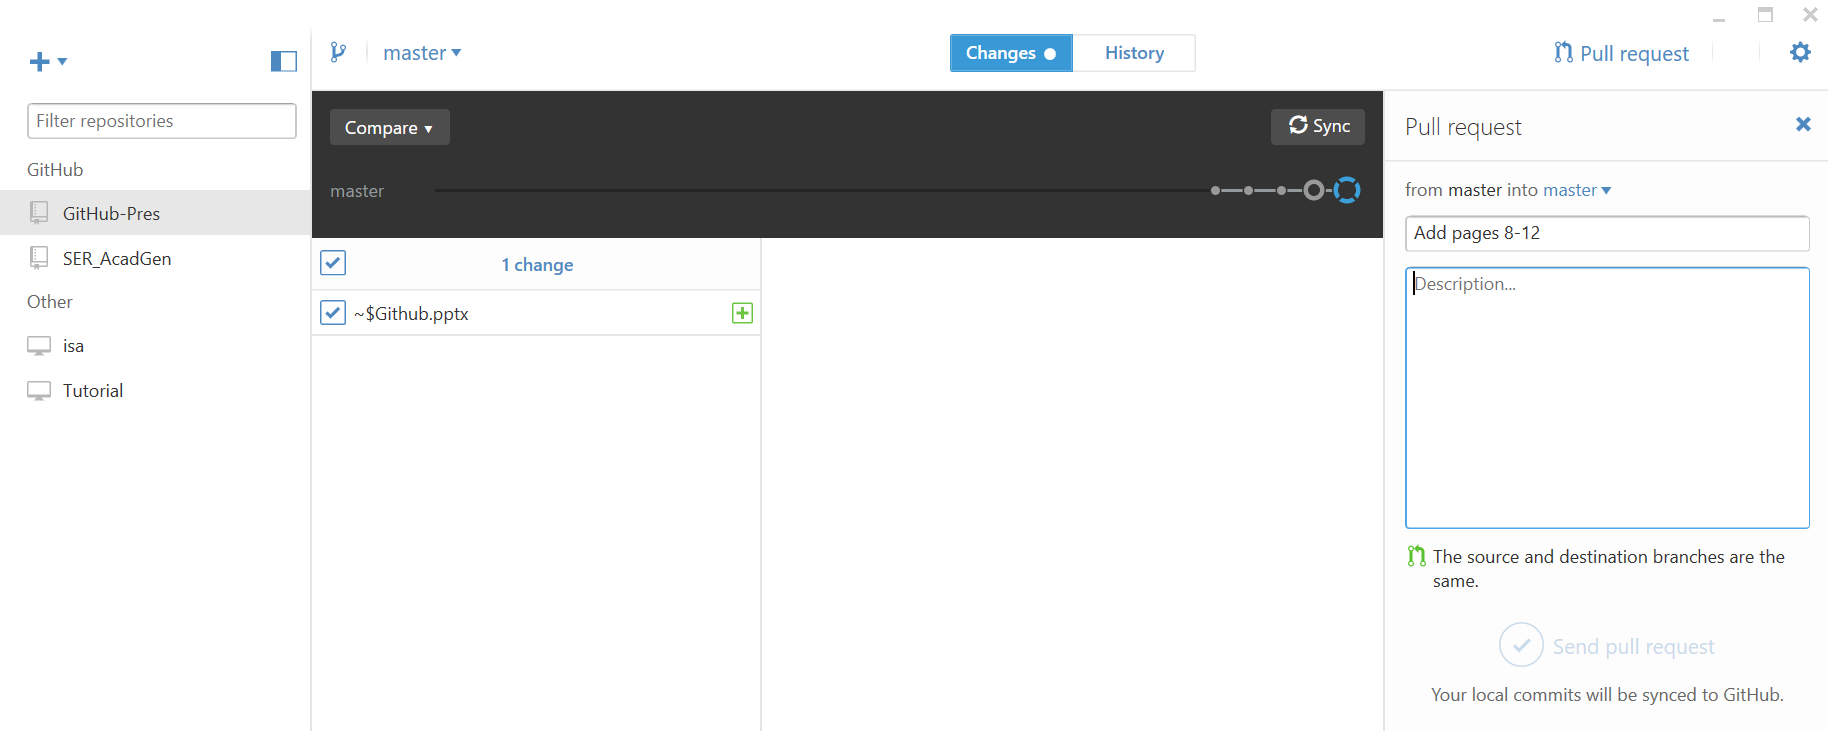 master
Changes
History
Pull request
Filter repositories
GitHub
GitHub-Pres
SER_AcadGen
Other
isa
Tutorial
Compare
Sync
master
1 change
~$Github.pptx
Pull request
from master into master
Add pages 8-12
Description...
The source and destination branches are the
same.
Send pull request
Your local commits will be synced to GitHub.